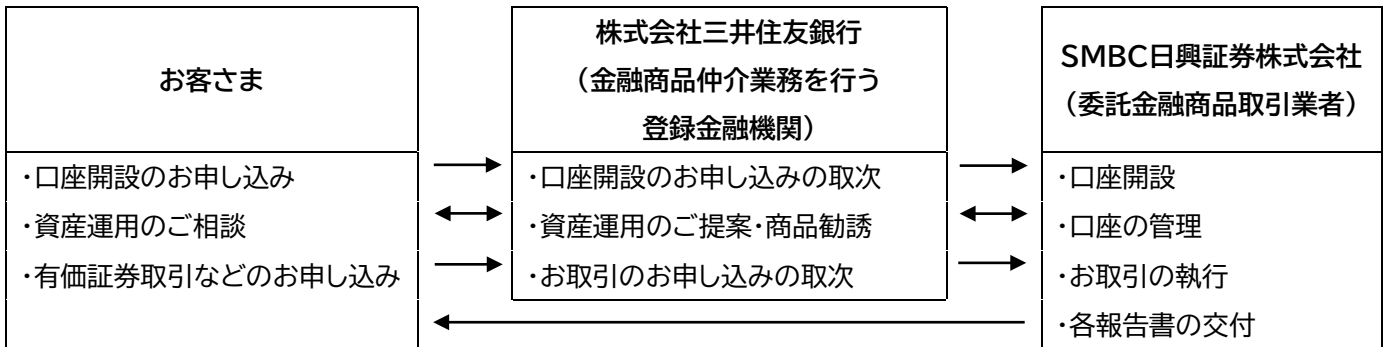 お客さま
株式会社三井住友銀行
（金融商品仲介業務を行う
登録金融機関）
SMBC日興証券株式会社
（委託金融商品取引業者）
・口座開設のお申し込み
・口座開設のお申し込みの取次
・口座開設
・資産運用のご相談
・資産運用のご提案・商品勧誘
・口座の管理
・有価証券取引などのお申し込み
・お取引のお申し込みの取次
・お取引の執行
・各報告書の交付